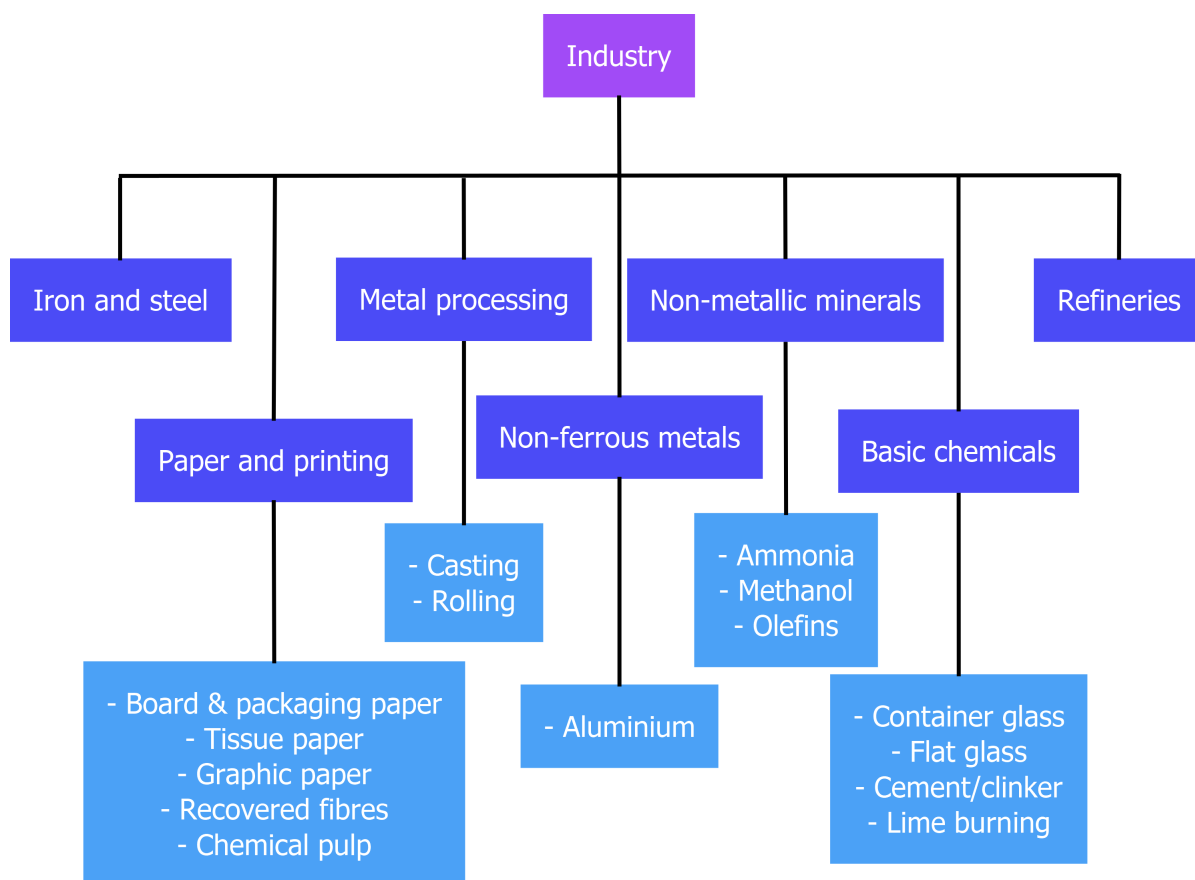 Industry
Iron and steel
Metal processing
Non-metallic minerals
Refineries
Paper and printing
Non-ferrous metals
Basic chemicals
- Casting
- Rolling
- Ammonia
- Methanol
- Olefins
- Board & packaging paper
- Tissue paper
- Graphic paper
- Recovered fibres
- Chemical pulp
- Aluminium
- Container glass
- Flat glass
- Cement/clinker
- Lime burning